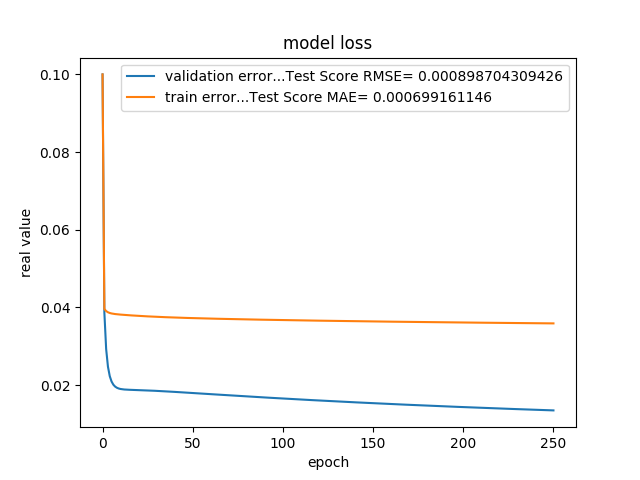 model loss
validation error...Test Score RMSE= 0.000898704309426
train error...Test Score MAE= 0.000699161146
real value
0.10
0.08
0.06
0.04
0.02
0 50 100 150 200 250
epoch